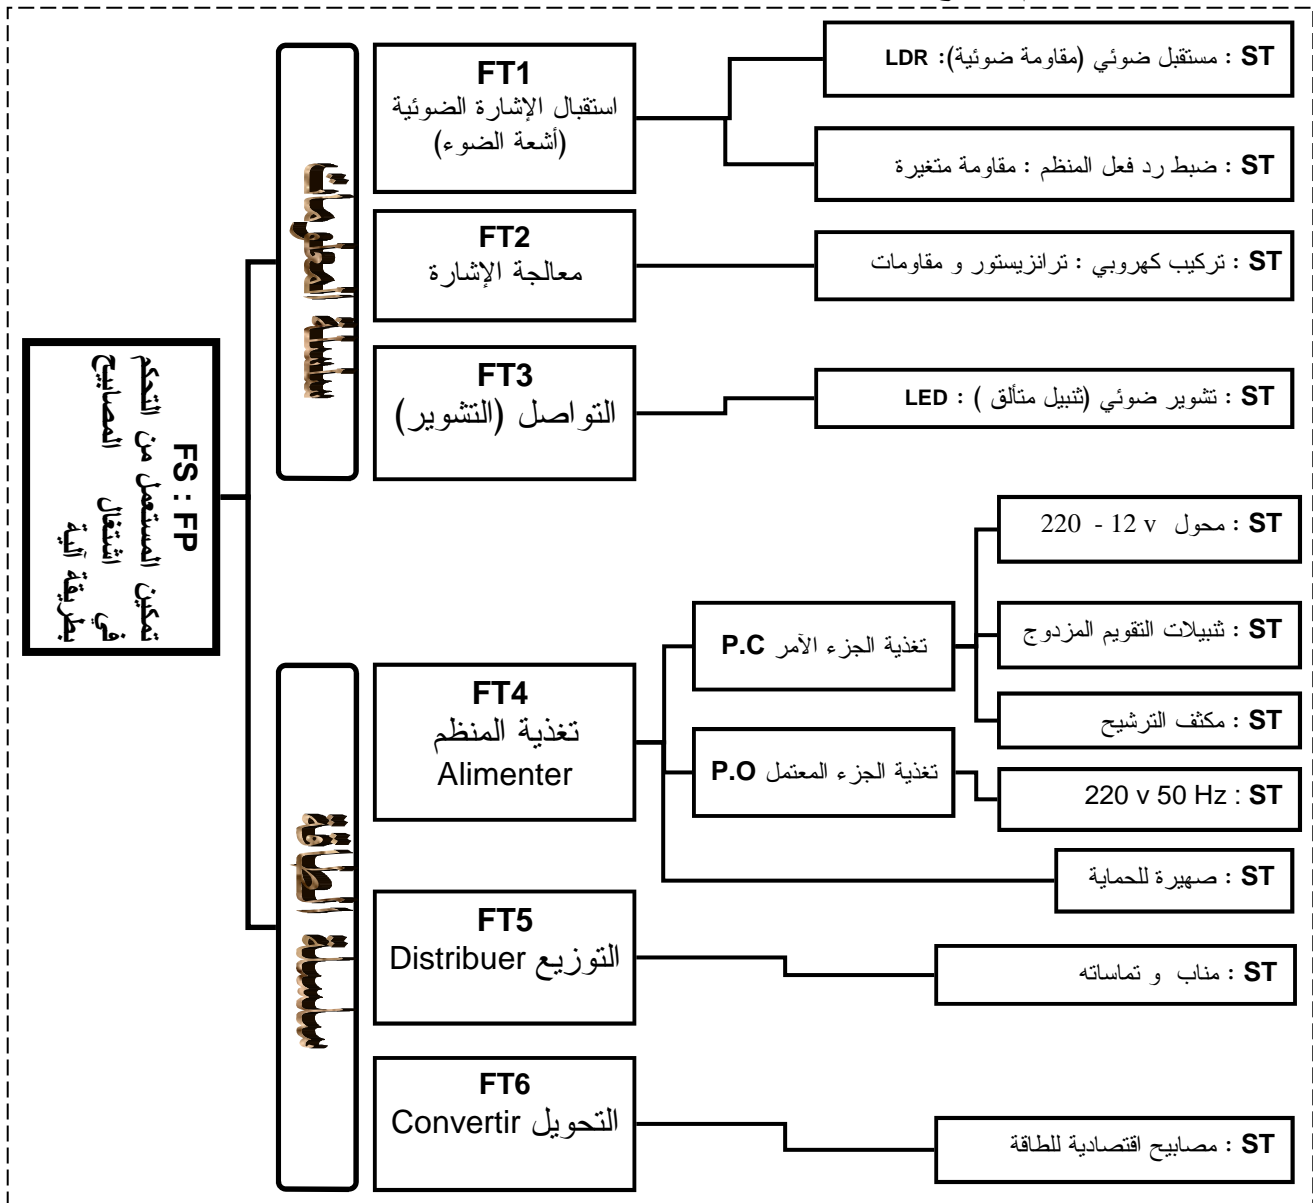 FS : FP
تمكين المستعمل من التحكم
في اشتغال المصابيح
بطريقة آلية
سلسلة المعلومات
FT1
استقبال الإشارة الضوئية
(أشعة الضوء)
ST : مستقبل ضوئي (مقاومة ضوئية): LDR
ST : ضبط رد فعل المنظم : مقاومة متغيرة
FT2
معالجة الإشارة
ST : تركيب كهروبي : ترانزيستور و مقاومات
FT3
التواصل (التشوير)
ST : تشوير ضوئي (ثنبيل متألق ) : LED
سلسلة الطاقة
FT4
تغذية المنظم
Alimenter
تغذية الجزء الآمر P.C
ST : محول 220 - 12 v
ST : ثنبيلات التقويم المزدوج
ST : مكثف الترشيح
تغذية الجزء المعتمل P.O
220 v 50 Hz : ST
ST : صهيرة للحماية
FT5
التوزيع Distribuer
ST : مناب و تماساته
FT6
التحويل Convertir
ST : مصابيح اقتصادية للطاقة